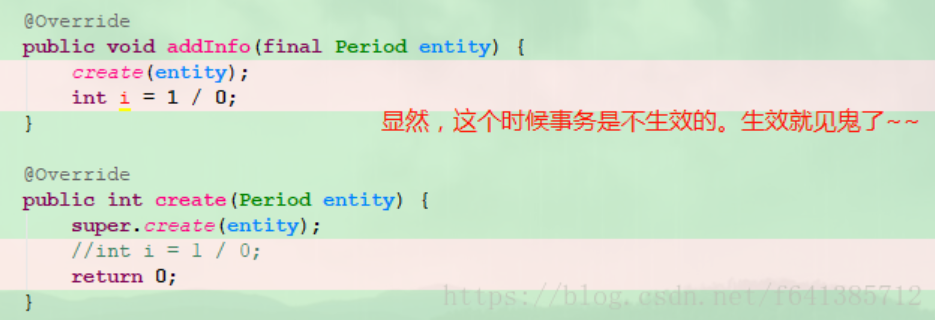 @Override
public void addInfo(final Period entity) {
create(entity);
int i = 1 / 0;
显然，这个时候事务是不生效的。生效就见鬼了~~
}
@Override
public int create(Period entity) {
super.create(entity);
//int i = 1 / 0;
return 0;
}
https://blog.csdn.net/f641385712